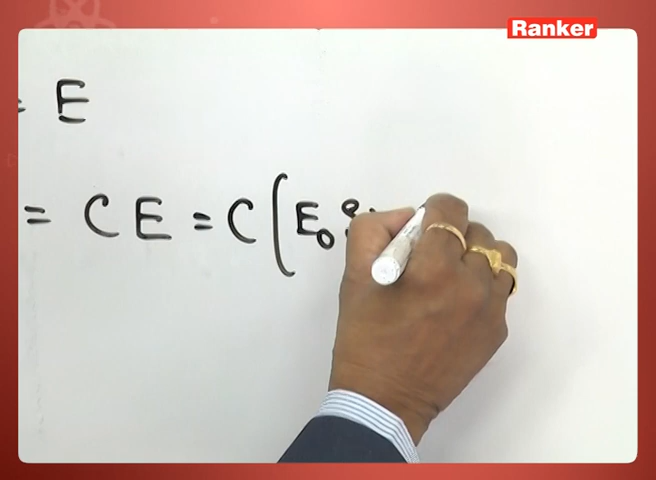 Ranker
= E
= CE = C(E₀ S